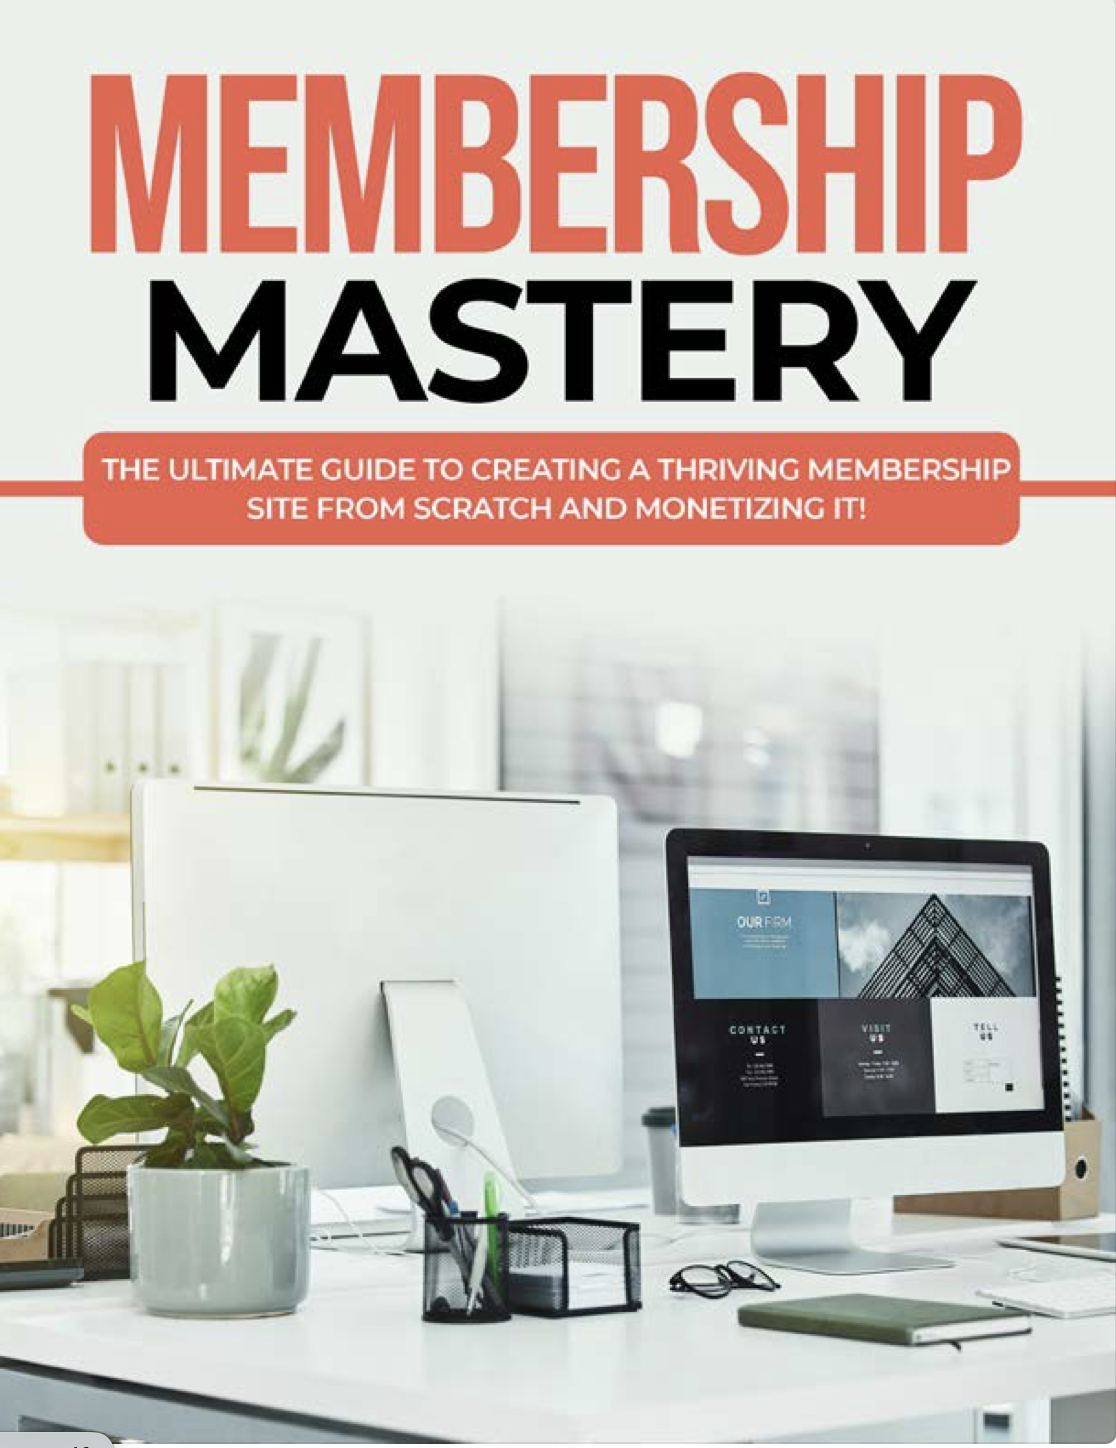 MEMBERSHIP
MASTERY
THE ULTIMATE GUIDE TO CREATING A THRIVING MEMBERSHIP
SITE FROM SCRATCH AND MONETIZING IT!
OUR FIRM
CONTACT
US
VISIT
US
TELL
US